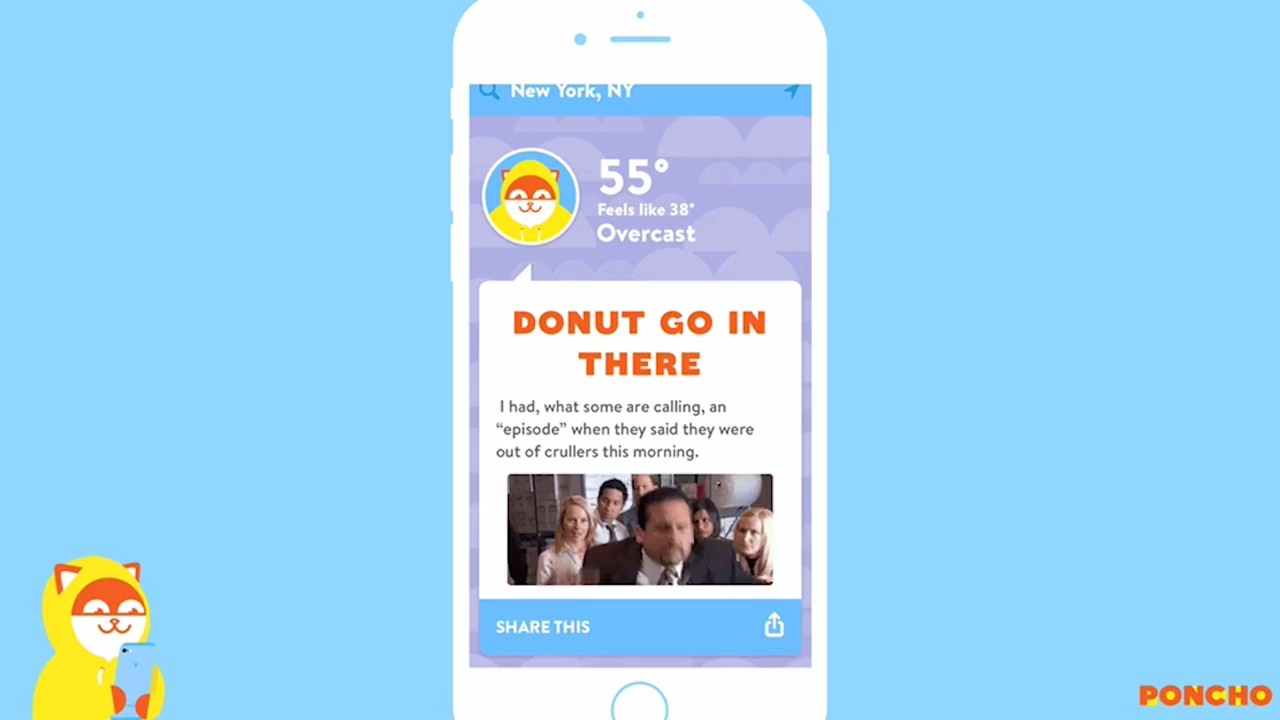 New York, NY
55°
Feels like 38°
Overcast
DONUT GO IN
THERE
I had, what some are calling, an
“episode” when they said they were
out of crullers this morning.
SHARE THIS
PONCHO